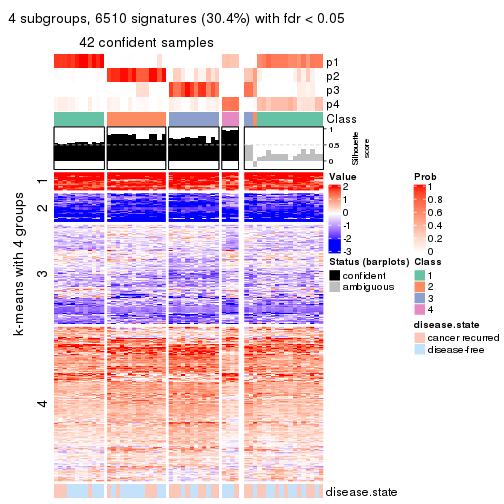 4 subgroups, 6510 signatures (30.4%) with fdr < 0.05
42 confident samples
p1
p2
p3
p4
Class
1
0.5
0
Silhouette
score
k-means with 4 groups
1
2
3
4
disease.state
Value
2
1
0
-1
-2
-3
Prob
1
0.8
0.6
0.4
0.2
0
Status (barplots)
confident
ambiguous
Class
1
2
3
4
disease.state
cancer recurred
disease-free